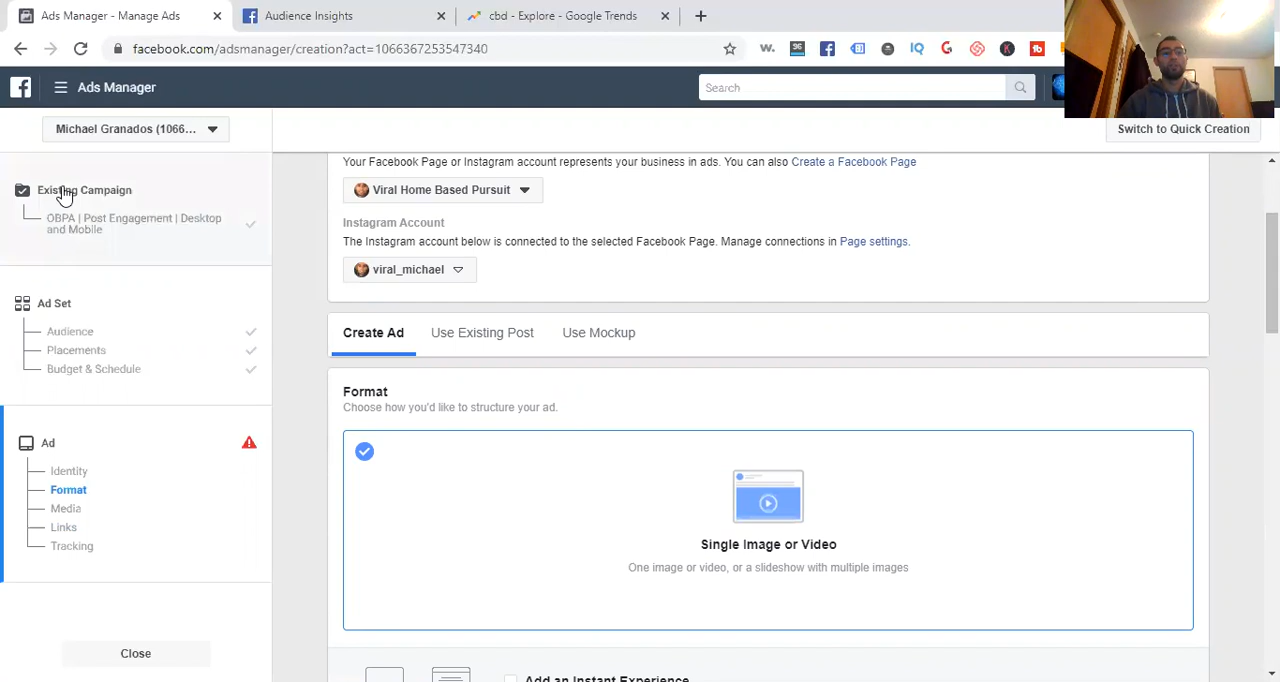 Ads Manager - Manage Ads
Audience Insights
cbd - Explore - Google Trends
facebook.com/adsmanager/creation?act=1066367253547340
w.
96
IQ
G
K
Ads Manager
Search
Michael Granados (1066...
Switch to Quick Creation
Existing Campaign
OBPA | Post Engagement | Desktop
and Mobile
Ad Set
Audience
Placements
Budget & Schedule
Ad
Identity
Format
Media
Links
Tracking
Close
Your Facebook Page or Instagram account represents your business in ads. You can also Create a Facebook Page
Viral Home Based Pursuit
Instagram Account
The Instagram account below is connected to the selected Facebook Page. Manage connections in Page settings.
viral_michael
Create Ad
Use Existing Post
Use Mockup
Format
Choose how you'd like to structure your ad.
Single Image or Video
One image or video, or a slideshow with multiple images
Add an Instant Experience